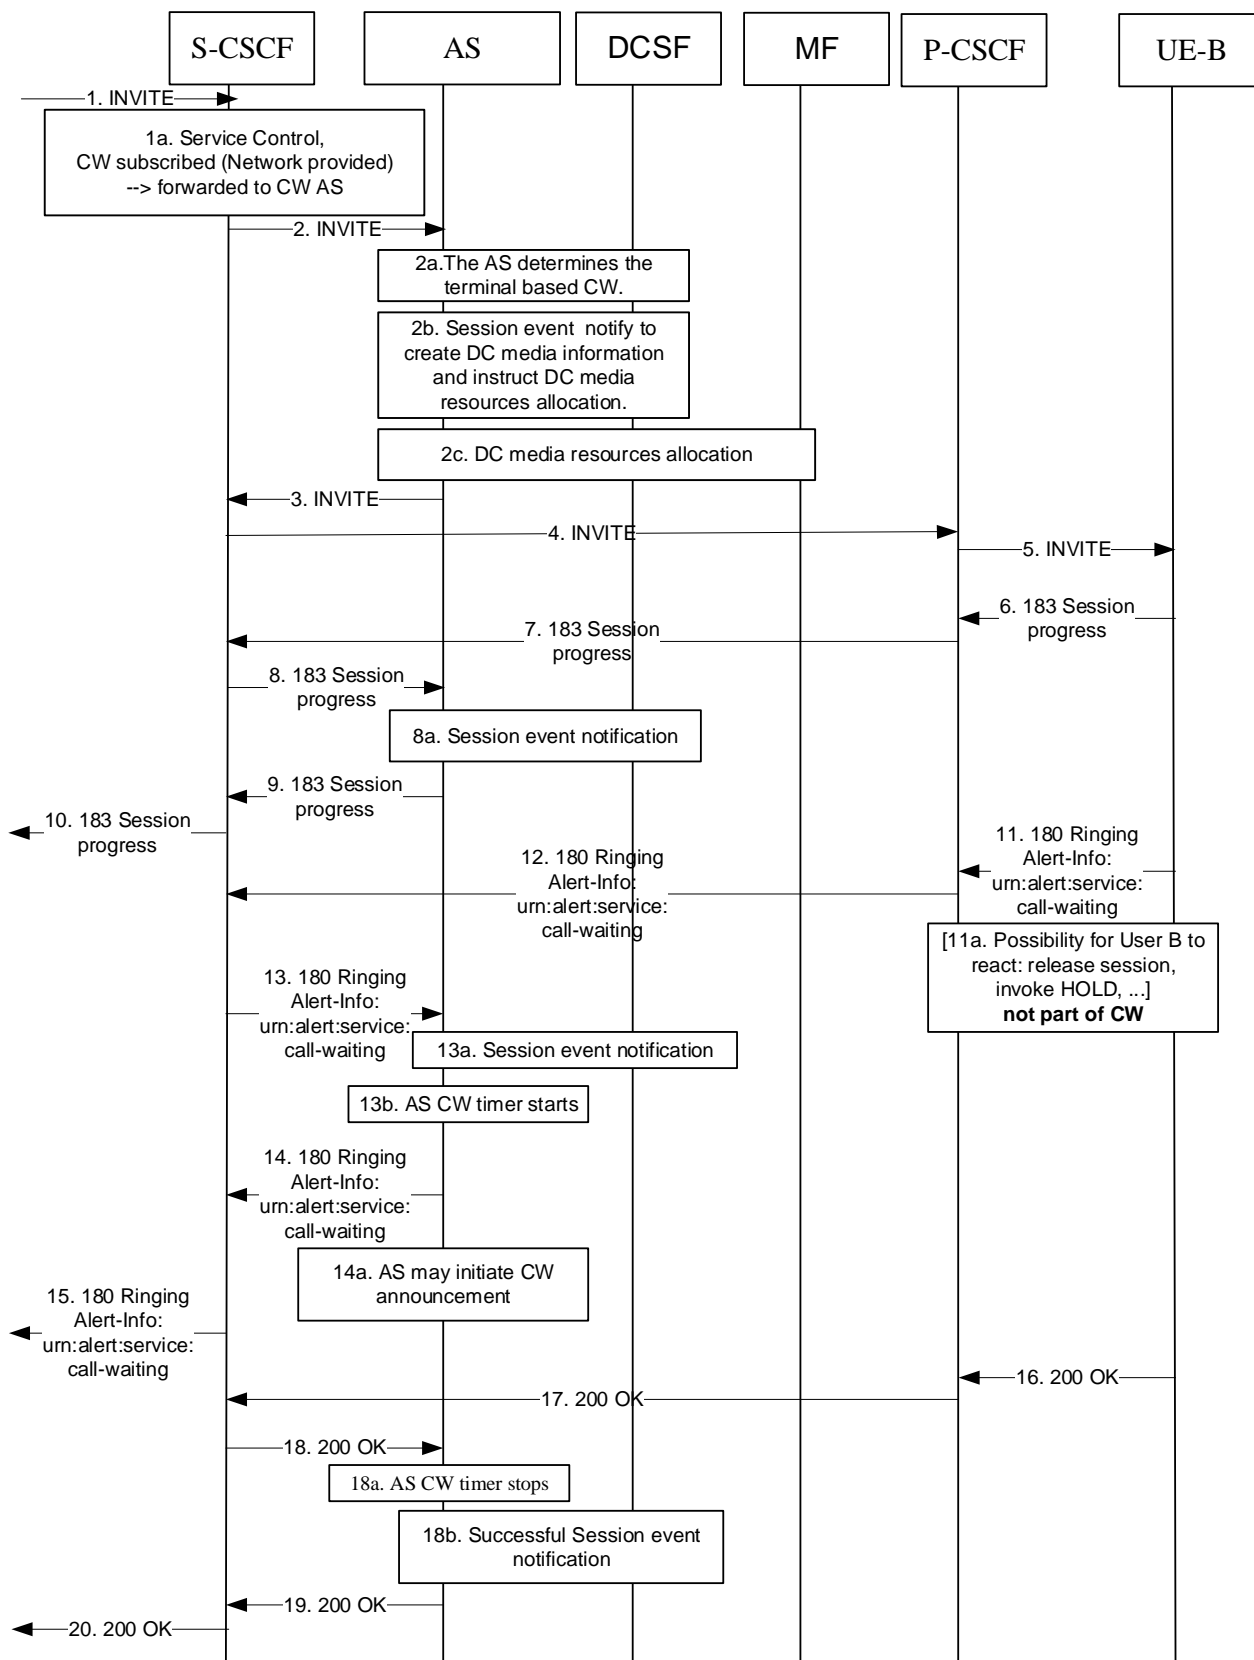 S-CSCF
AS
DCSF
MF
P-CSCF
UE-B
1. INVITE
1a. Service Control,
CW subscribed (Network provided)
--> forwarded to CW AS
2. INVITE
2a.The AS determines the
terminal based CW.
2b. Session event notify to
create DC media information
and instruct DC media
resources allocation.
2c. DC media resources allocation
3. INVITE
4. INVITE
5. INVITE
6. 183 Session
progress
7. 183 Session
progress
8. 183 Session
progress
8a. Session event notification
9. 183 Session
progress
10. 183 Session
progress
11. 180 Ringing
Alert-Info:
urn:alert:service:
call-waiting
12. 180 Ringing
Alert-Info:
urn:alert:service:
call-waiting
[11a. Possibility for User B to
react: release session,
invoke HOLD, ...]
not part of CW
13. 180 Ringing
Alert-Info:
urn:alert:service:
call-waiting
13a. Session event notification
13b. AS CW timer starts
14. 180 Ringing
Alert-Info:
urn:alert:service:
call-waiting
14a. AS may initiate CW
announcement
15. 180 Ringing
Alert-Info:
urn:alert:service:
call-waiting
16. 200 OK
17. 200 OK
18. 200 OK
18a. AS CW timer stops
18b. Successful Session event
notification
19. 200 OK
20. 200 OK